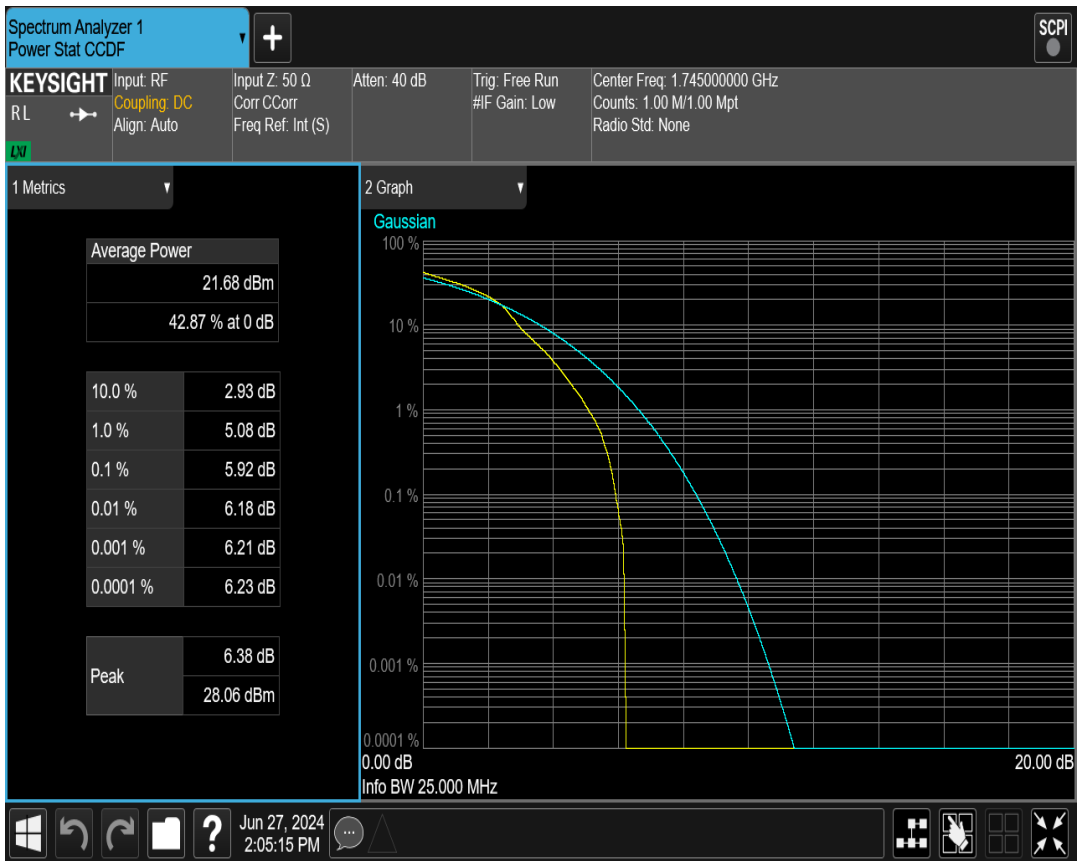 Spectrum Analyzer 1
Power Stat CCDF
+
SCPI
KEYSIGHT
RL
LXI
Input: RF
Coupling: DC
Align: Auto
Input Z: 50 Ω
Corr CCorr
Freq Ref: Int (S)
Atten: 40 dB
Trig: Free Run
#IF Gain: Low
Center Freq: 1.745000000 GHz
Counts: 1.00 M/1.00 Mpt
Radio Std: None
1 Metrics
Average Power
21.68 dBm
42.87 % at 0 dB
10.0 % 2.93 dB
1.0 % 5.08 dB
0.1 % 5.92 dB
0.01 % 6.18 dB
0.001 % 6.21 dB
0.0001 % 6.23 dB
Peak
6.38 dB
28.06 dBm
2 Graph
Gaussian
100 %
10 %
1 %
0.1 %
0.01 %
0.001 %
0.0001 %
0.00 dB 20.00 dB
Info BW 25.000 MHz
?
Jun 27, 2024
2:05:15 PM